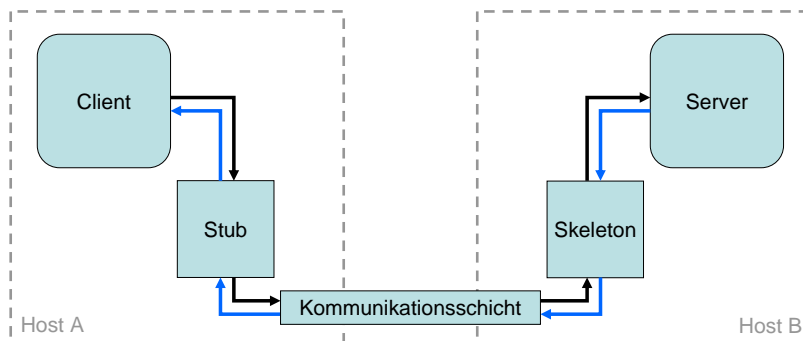 Client
Server
Stub
Skeleton
Kommunikationsschicht
Host A
Host B